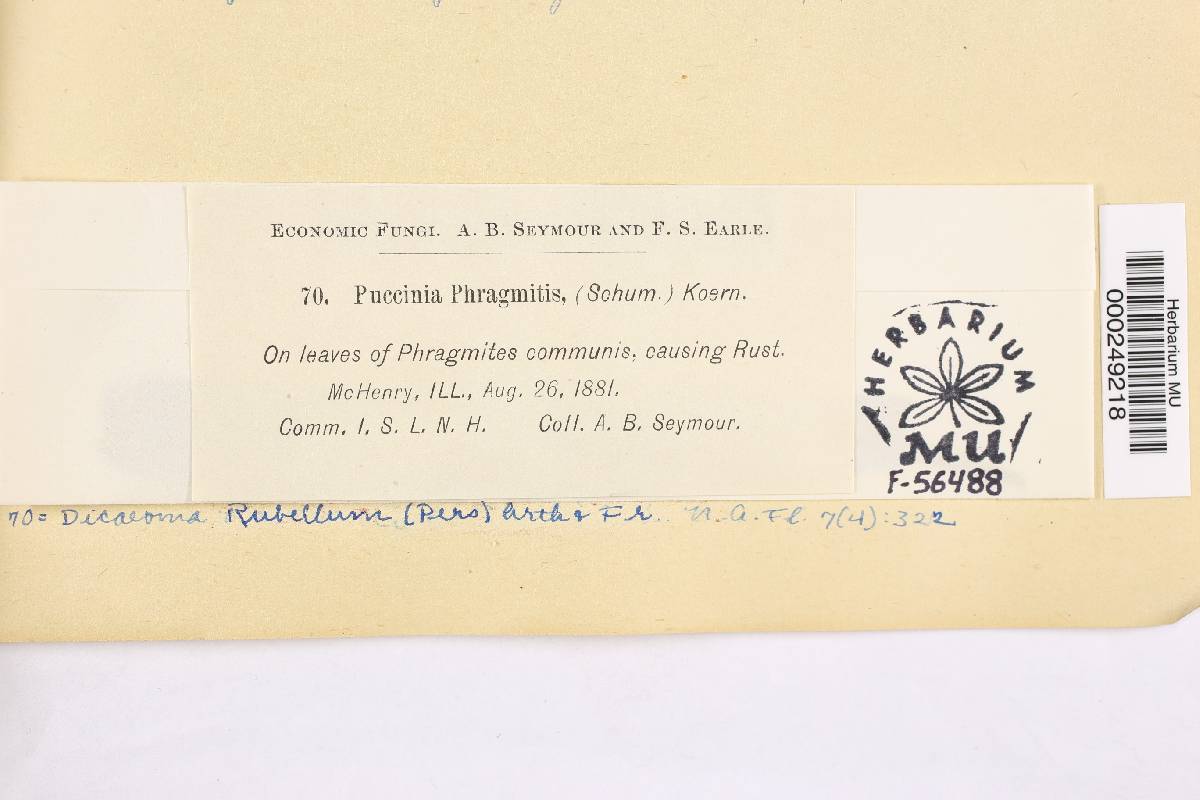 ECONOMIC FUNGI. A. B. SEYMOUR AND F. S. EARLE.
70. Puccinia Phragmitis, (Schum.) Koern.
On leaves of Phragmites communis, causing Rust.
McHenry, ILL., Aug. 26, 1881.
Comm. I. S. L. N. H. Coll. A. B. Seymour.
HERBARIUM
MU
F-56488
Herbarium MU
000249218
70= Dicaeoma Rubellum (Pers) Arth & Fr. N.A.Fl. 7(4):322